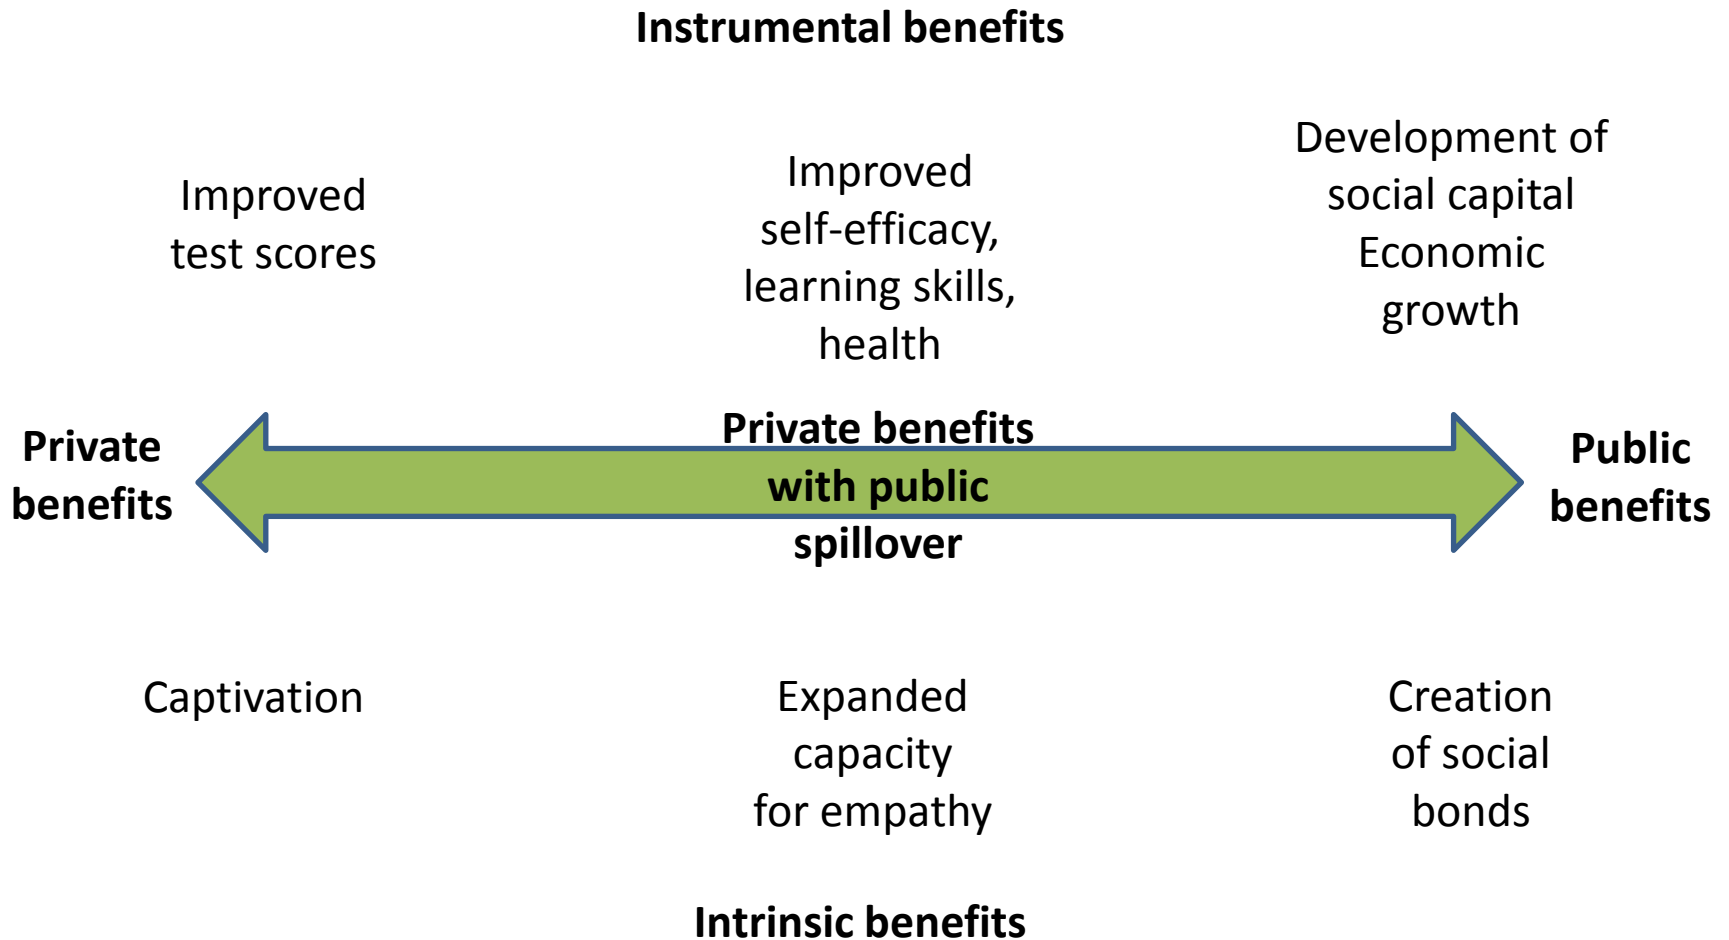 Instrumental benefits
Improved
test scores
Improved
self-efficacy,
learning skills,
health
Development of
social capital
Economic
growth
Private
benefits
Private benefits
with public
spillover
Public
benefits
Captivation
Expanded
capacity
for empathy
Creation
of social
bonds
Intrinsic benefits